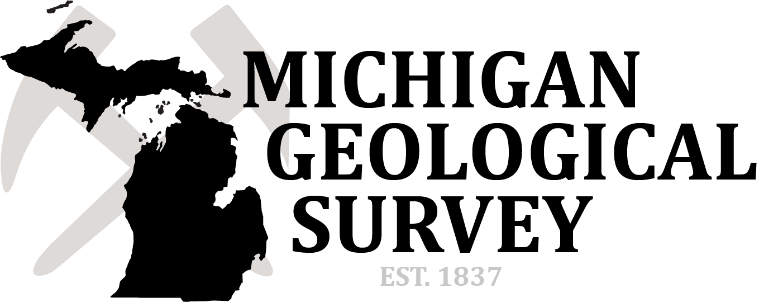 MICHIGAN
GEOLOGICAL
SURVEY
EST. 1837